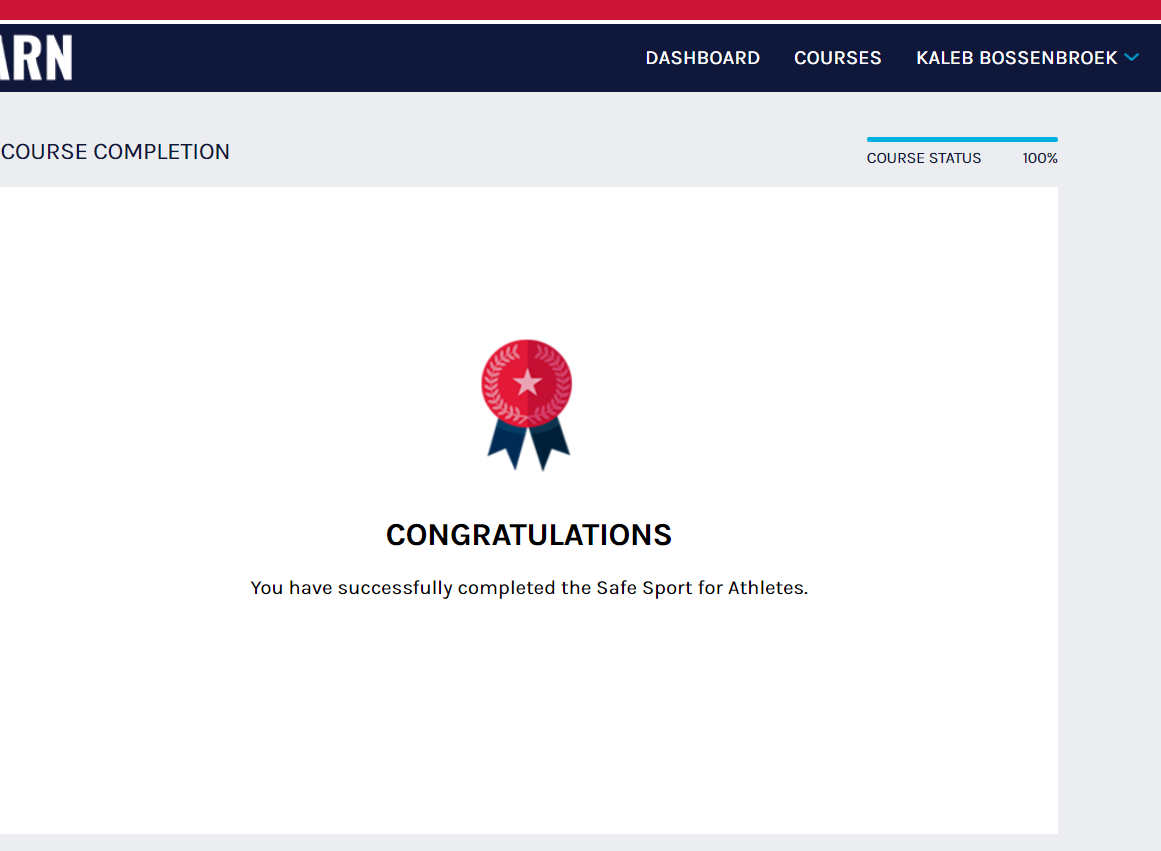 ARN
DASHBOARD COURSES KALEB BOSSENBROEK
COURSE COMPLETION
COURSE STATUS 100%
CONGRATULATIONS
You have successfully completed the Safe Sport for Athletes.